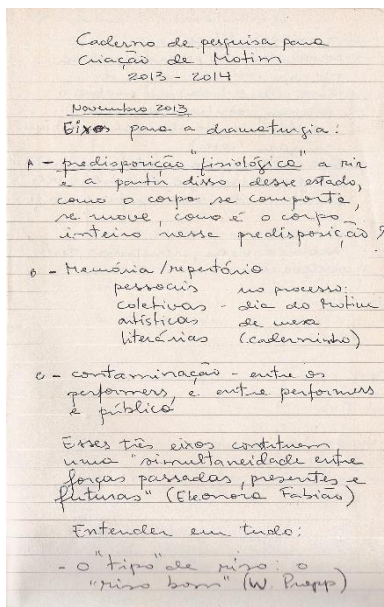 Caderno de pesquisa para
Criação de Motim
2013 - 2014
Novembro 2013
Eixos para a dramaturgia:
A - predisposição "fisiológica" a rir
e a partir disso, desse estado,
como o corpo se comporta,
se move, como é o corpo
inteiro nessa predisposição?
B - Memória/repertório
pessoais no processo:
coletivas - dia do Motim
artísticas de mesa
literárias (caderninho)
C - contaminação - entre os
performers, e entre performers
e público
Esses três eixos constituem
uma "simultaneidade entre
forças passadas, presentes e
futuras" (Eleonora Fabião)
Entender em tudo:
- o "tipo" de riso: o
"riso bom" (W. Propp)